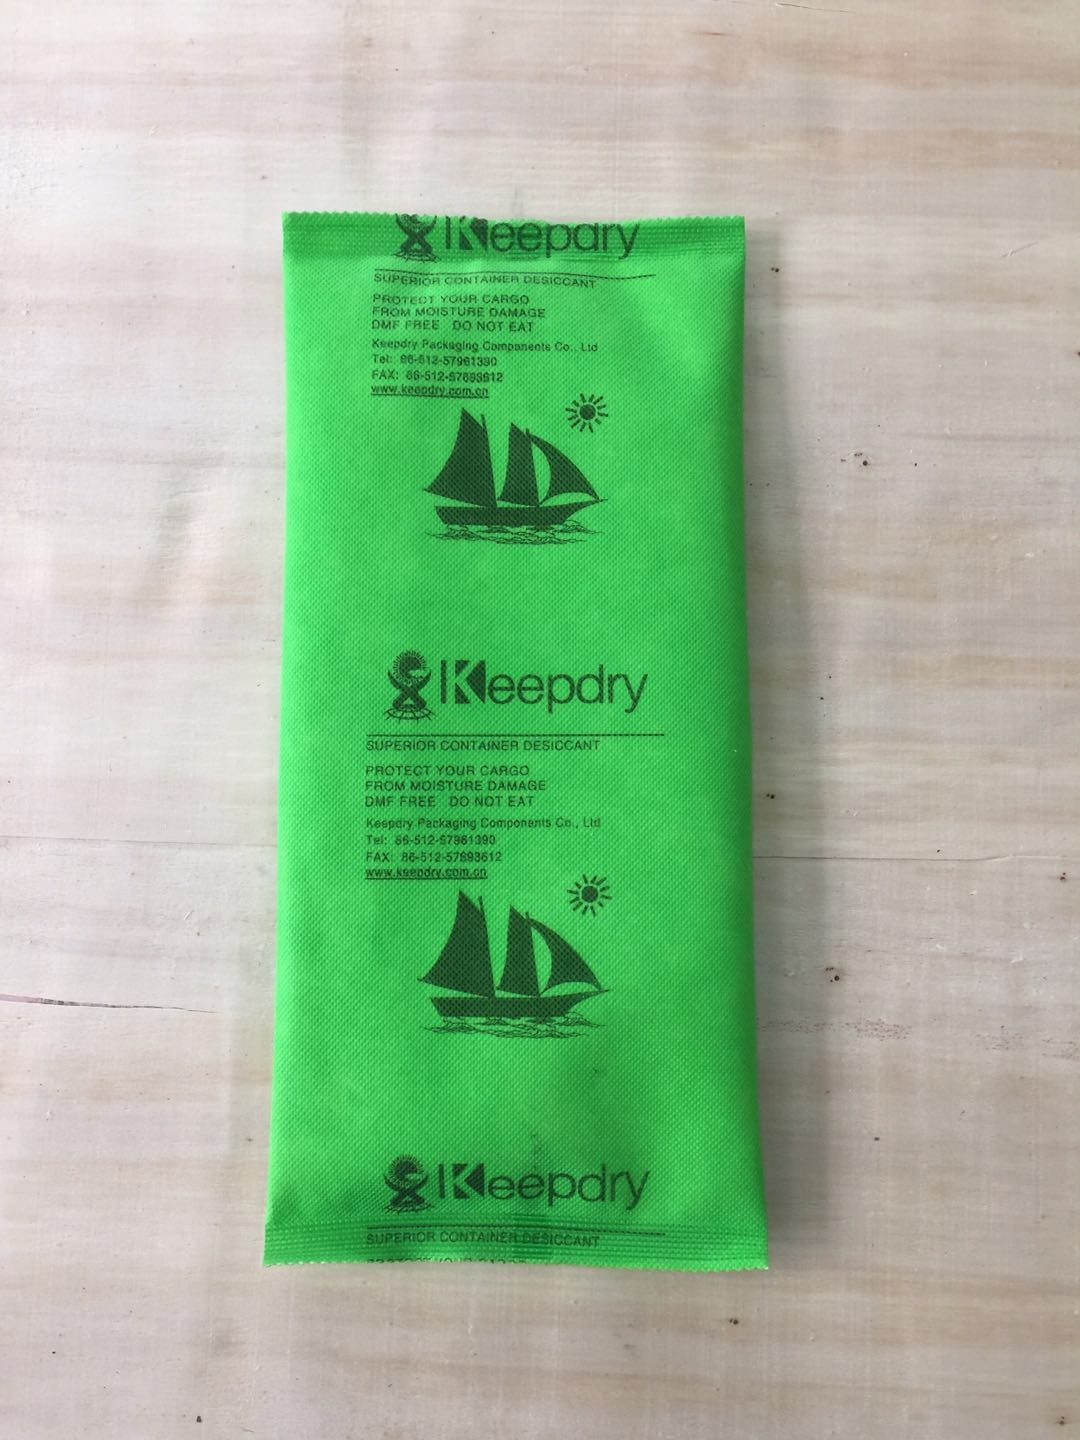 Keepdry
SUPERIOR CONTAINER DESICCANT
PROTECT YOUR CARGO
FROM MOISTURE DAMAGE
DMF FREE DO NOT EAT
Keepdry Packaging Components Co., Ltd
Tel: 86-512-57961390
FAX: 86-512-57693612
www.keepdry.com.cn
Keepdry
SUPERIOR CONTAINER DESICCANT
PROTECT YOUR CARGO
FROM MOISTURE DAMAGE
DMF FREE DO NOT EAT
Keepdry Packaging Components Co., Ltd
Tel: 86-512-57961390
FAX: 86-512-57693612
www.keepdry.com.cn
Keepdry
SUPERIOR CONTAINER DESICCANT